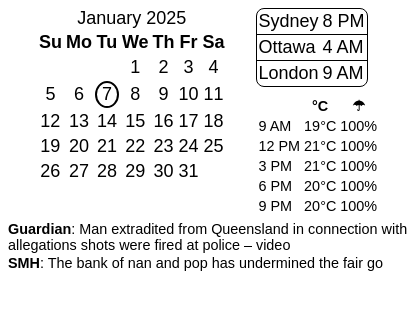 January 2025
Su Mo Tu We Th Fr Sa
1 2 3 4
5 6 7 8 9 10 11
12 13 14 15 16 17 18
19 20 21 22 23 24 25
26 27 28 29 30 31
Sydney 8 PM
Ottawa 4 AM
London 9 AM
°C ☂
9 AM 19°C 100%
12 PM 21°C 100%
3 PM 21°C 100%
6 PM 20°C 100%
9 PM 20°C 100%
Guardian: Man extradited from Queensland in connection with
allegations shots were fired at police – video
SMH: The bank of nan and pop has undermined the fair go